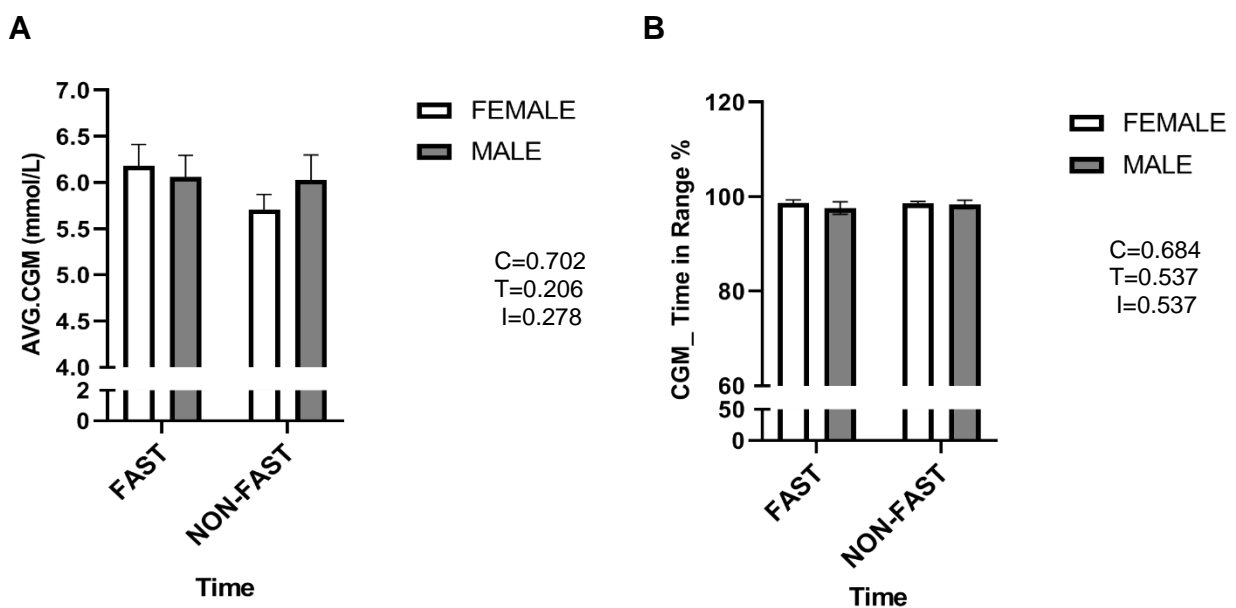 A
7.0
6.5
6.0
5.5
5.0
4.5
4.0
2
0
AVG.CGM (mmol/L)
FAST
NON-FAST
Time
FEMALE
MALE
C=0.702
T=0.206
I=0.278
B
120
100
80
60
50
0
CGM_ Time in Range %
FAST
NON-FAST
Time
FEMALE
MALE
C=0.684
T=0.537
I=0.537